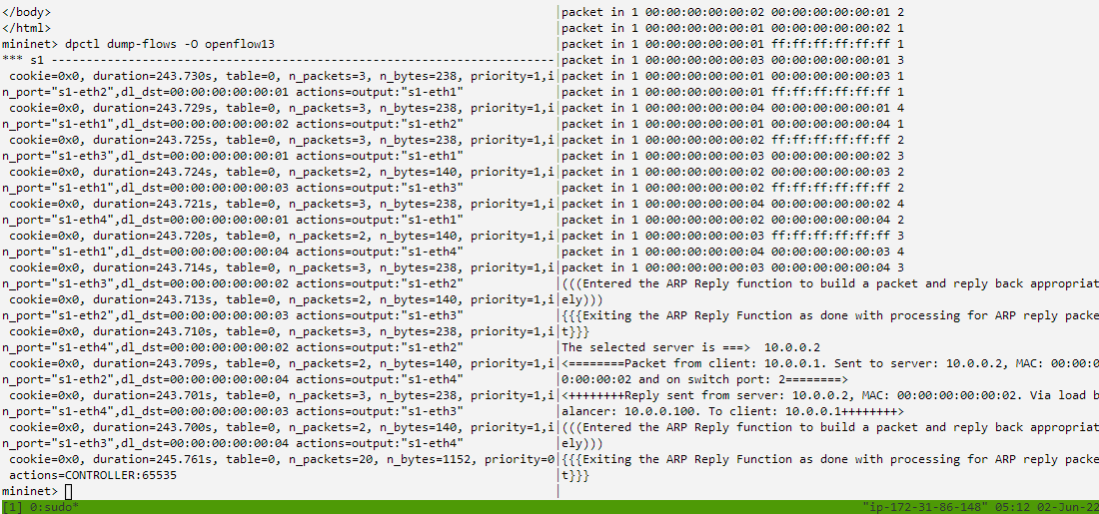 </body>
</html>
mininet> dpctl dump-flows -O openflow13
*** s1 ------------------------------------------------------------------------
 cookie=0x0, duration=243.730s, table=0, n_packets=3, n_bytes=238, priority=1,i
n_port="s1-eth2",dl_dst=00:00:00:00:00:01 actions=output:"s1-eth1"
 cookie=0x0, duration=243.729s, table=0, n_packets=3, n_bytes=238, priority=1,i
n_port="s1-eth1",dl_dst=00:00:00:00:00:02 actions=output:"s1-eth2"
 cookie=0x0, duration=243.725s, table=0, n_packets=3, n_bytes=238, priority=1,i
n_port="s1-eth3",dl_dst=00:00:00:00:00:01 actions=output:"s1-eth1"
 cookie=0x0, duration=243.724s, table=0, n_packets=2, n_bytes=140, priority=1,i
n_port="s1-eth1",dl_dst=00:00:00:00:00:03 actions=output:"s1-eth3"
 cookie=0x0, duration=243.721s, table=0, n_packets=3, n_bytes=238, priority=1,i
n_port="s1-eth4",dl_dst=00:00:00:00:00:01 actions=output:"s1-eth1"
 cookie=0x0, duration=243.720s, table=0, n_packets=2, n_bytes=140, priority=1,i
n_port="s1-eth1",dl_dst=00:00:00:00:00:04 actions=output:"s1-eth4"
 cookie=0x0, duration=243.714s, table=0, n_packets=3, n_bytes=238, priority=1,i
n_port="s1-eth3",dl_dst=00:00:00:00:00:02 actions=output:"s1-eth2"
 cookie=0x0, duration=243.713s, table=0, n_packets=2, n_bytes=140, priority=1,i
n_port="s1-eth2",dl_dst=00:00:00:00:00:03 actions=output:"s1-eth3"
 cookie=0x0, duration=243.710s, table=0, n_packets=3, n_bytes=238, priority=1,i
n_port="s1-eth4",dl_dst=00:00:00:00:00:02 actions=output:"s1-eth2"
 cookie=0x0, duration=243.709s, table=0, n_packets=2, n_bytes=140, priority=1,i
n_port="s1-eth2",dl_dst=00:00:00:00:00:04 actions=output:"s1-eth4"
 cookie=0x0, duration=243.701s, table=0, n_packets=3, n_bytes=238, priority=1,i
n_port="s1-eth4",dl_dst=00:00:00:00:00:03 actions=output:"s1-eth3"
 cookie=0x0, duration=243.700s, table=0, n_packets=2, n_bytes=140, priority=1,i
n_port="s1-eth3",dl_dst=00:00:00:00:00:04 actions=output:"s1-eth4"
 cookie=0x0, duration=245.761s, table=0, n_packets=20, n_bytes=1152, priority=0
 actions=CONTROLLER:65535
mininet>
packet in 1 00:00:00:00:00:02 00:00:00:00:00:01 2
packet in 1 00:00:00:00:00:01 00:00:00:00:00:02 1
packet in 1 00:00:00:00:00:01 ff:ff:ff:ff:ff:ff 1
packet in 1 00:00:00:00:00:03 00:00:00:00:00:01 3
packet in 1 00:00:00:00:00:01 00:00:00:00:00:03 1
packet in 1 00:00:00:00:00:01 ff:ff:ff:ff:ff:ff 1
packet in 1 00:00:00:00:00:04 00:00:00:00:00:01 4
packet in 1 00:00:00:00:00:01 00:00:00:00:00:04 1
packet in 1 00:00:00:00:00:02 ff:ff:ff:ff:ff:ff 2
packet in 1 00:00:00:00:00:03 00:00:00:00:00:02 3
packet in 1 00:00:00:00:00:02 00:00:00:00:00:03 2
packet in 1 00:00:00:00:00:02 ff:ff:ff:ff:ff:ff 2
packet in 1 00:00:00:00:00:04 00:00:00:00:00:02 4
packet in 1 00:00:00:00:00:02 00:00:00:00:00:04 2
packet in 1 00:00:00:00:00:03 ff:ff:ff:ff:ff:ff 3
packet in 1 00:00:00:00:00:04 00:00:00:00:00:03 4
packet in 1 00:00:00:00:00:03 00:00:00:00:00:04 3
(((Entered the ARP Reply function to build a packet and reply back appropriat
ely)))
{{{Exiting the ARP Reply Function as done with processing for ARP reply packe
t}}}
The selected server is ===>  10.0.0.2
<========Packet from client: 10.0.0.1. Sent to server: 10.0.0.2, MAC: 00:00:0
0:00:00:02 and on switch port: 2========>
<++++++++Reply sent from server: 10.0.0.2, MAC: 00:00:00:00:00:02. Via load b
alancer: 10.0.0.100. To client: 10.0.0.1++++++++>
(((Entered the ARP Reply function to build a packet and reply back appropriat
ely)))
{{{Exiting the ARP Reply Function as done with processing for ARP reply packe
t}}}
[1] 0:sudo*
"ip-172-31-86-148" 05:12 02-Jun-22